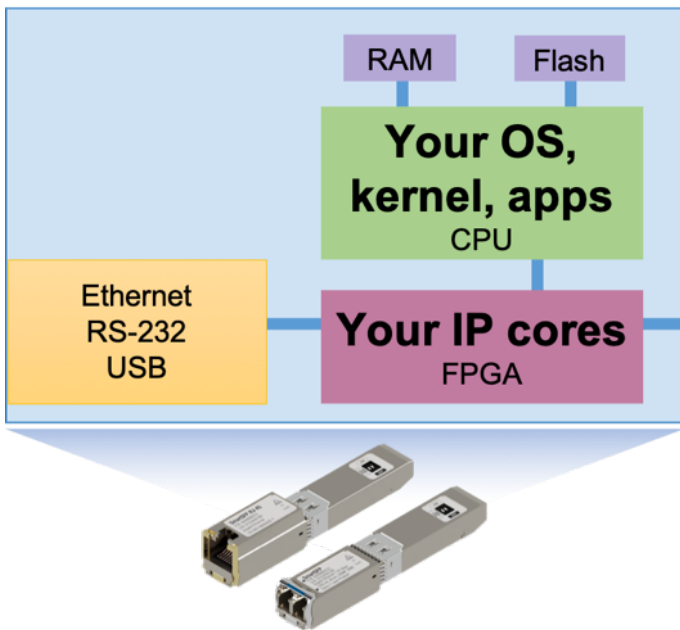 RAM
Flash
Your OS,
kernel, apps
CPU
Ethernet
RS-232
USB
Your IP cores
FPGA